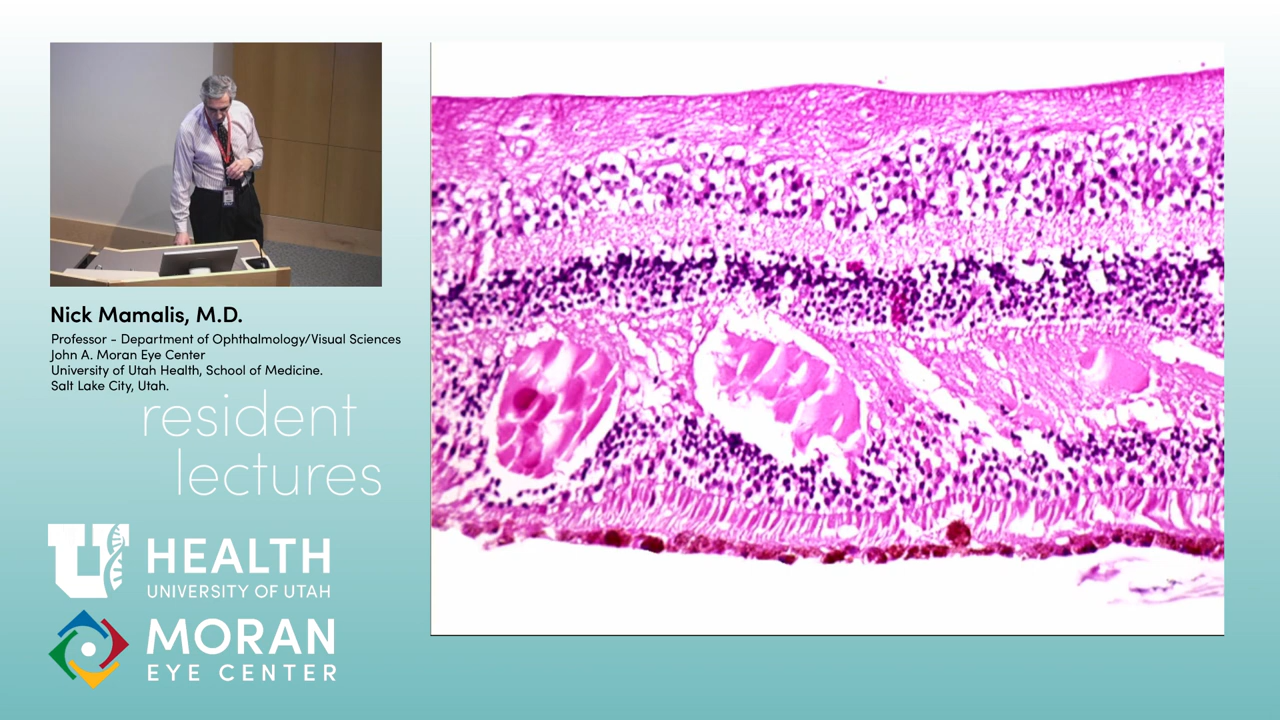 Nick Mamalis, M.D.
Professor - Department of Ophthalmology/Visual Sciences
John A. Moran Eye Center
University of Utah Health, School of Medicine.
Salt Lake City, Utah.
resident
lectures
U HEALTH
UNIVERSITY OF UTAH
MORAN
EYE CENTER